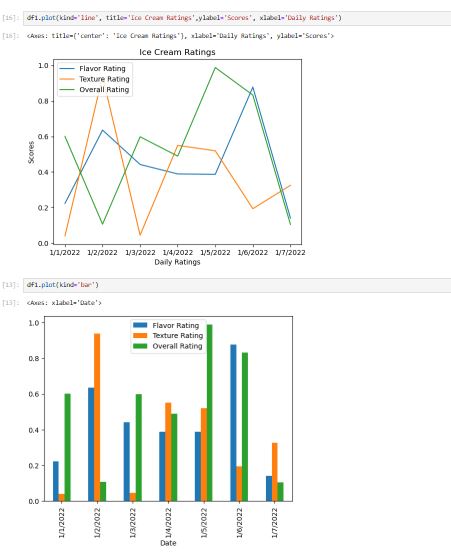 [16]: df1.plot(kind='line', title='Ice Cream Ratings',ylabel='Scores', xlabel='Daily Ratings')
[16]: <Axes: title={'center': 'Ice Cream Ratings'}, xlabel='Daily Ratings', ylabel='Scores'>
Ice Cream Ratings
Flavor Rating
Texture Rating
Overall Rating
1.0
0.8
0.6
0.4
0.2
0.0
Scores
1/1/2022 1/2/2022 1/3/2022 1/4/2022 1/5/2022 1/6/2022 1/7/2022
Daily Ratings
[13]: df1.plot(kind='bar')
[13]: <Axes: xlabel='Date'>
Flavor Rating
Texture Rating
Overall Rating
1.0
0.8
0.6
0.4
0.2
0.0
1/1/2022 1/2/2022 1/3/2022 1/4/2022 1/5/2022 1/6/2022 1/7/2022
Date